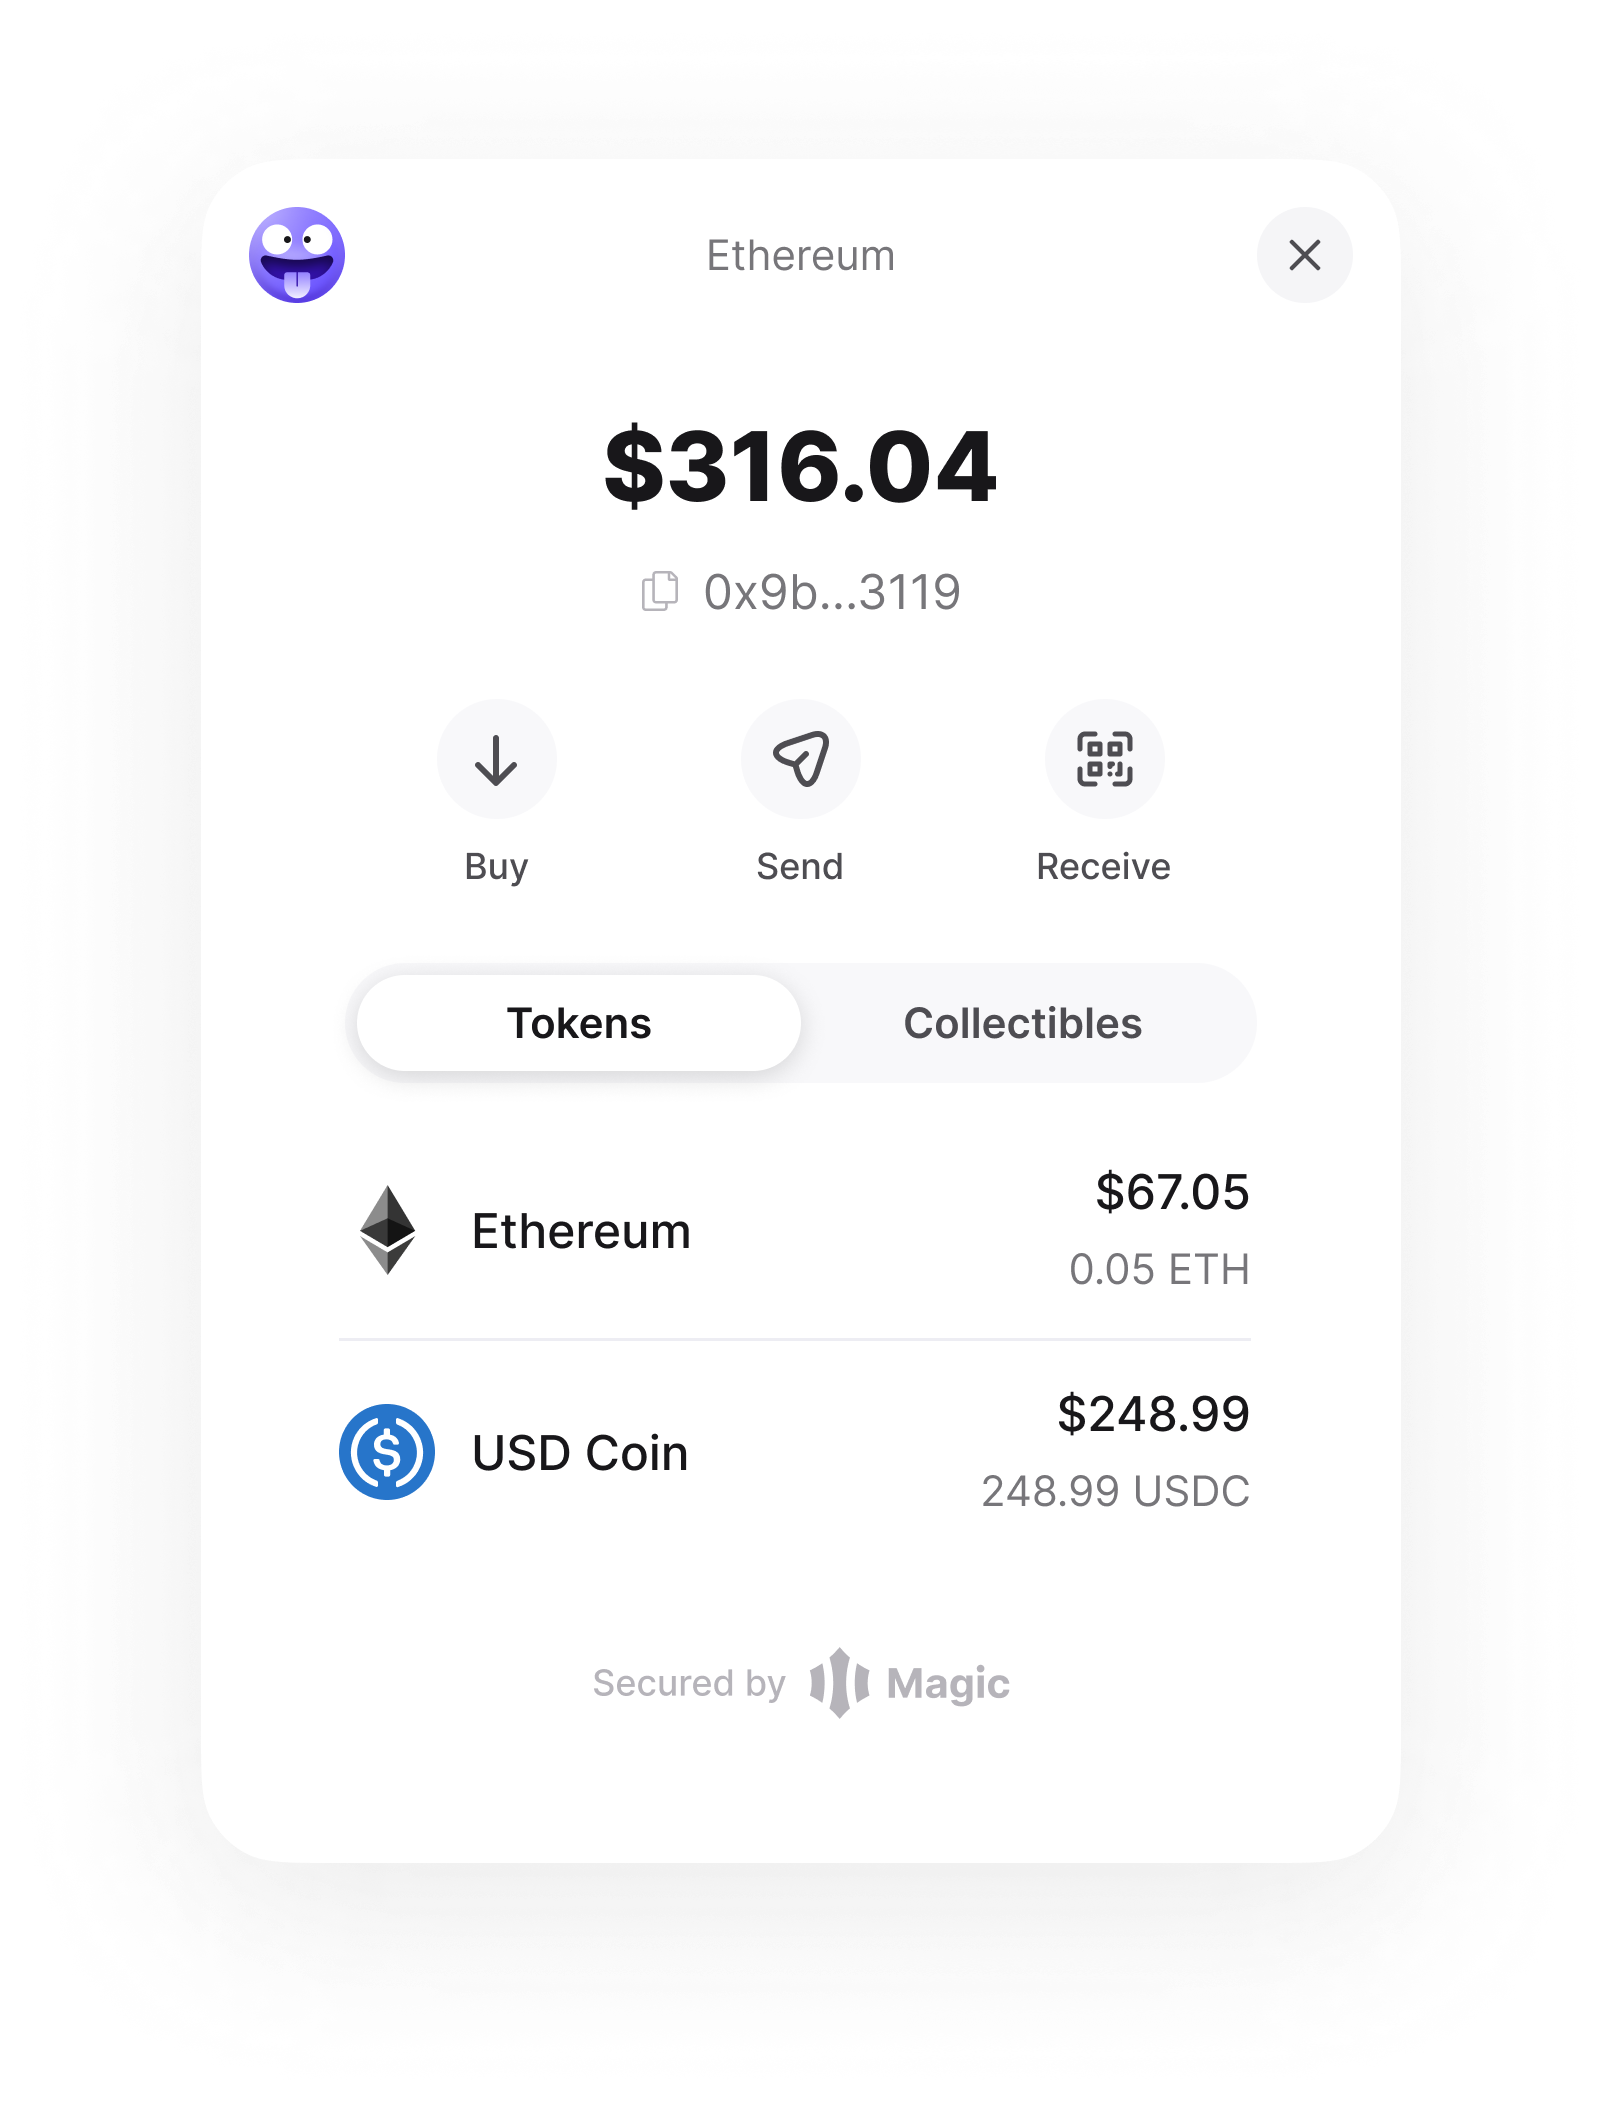 Ethereum
$316.04
0x9b...3119
Buy
Send
Receive
Tokens
Collectibles
Ethereum
$67.05
0.05 ETH
USD Coin
$248.99
248.99 USDC
Secured by Magic